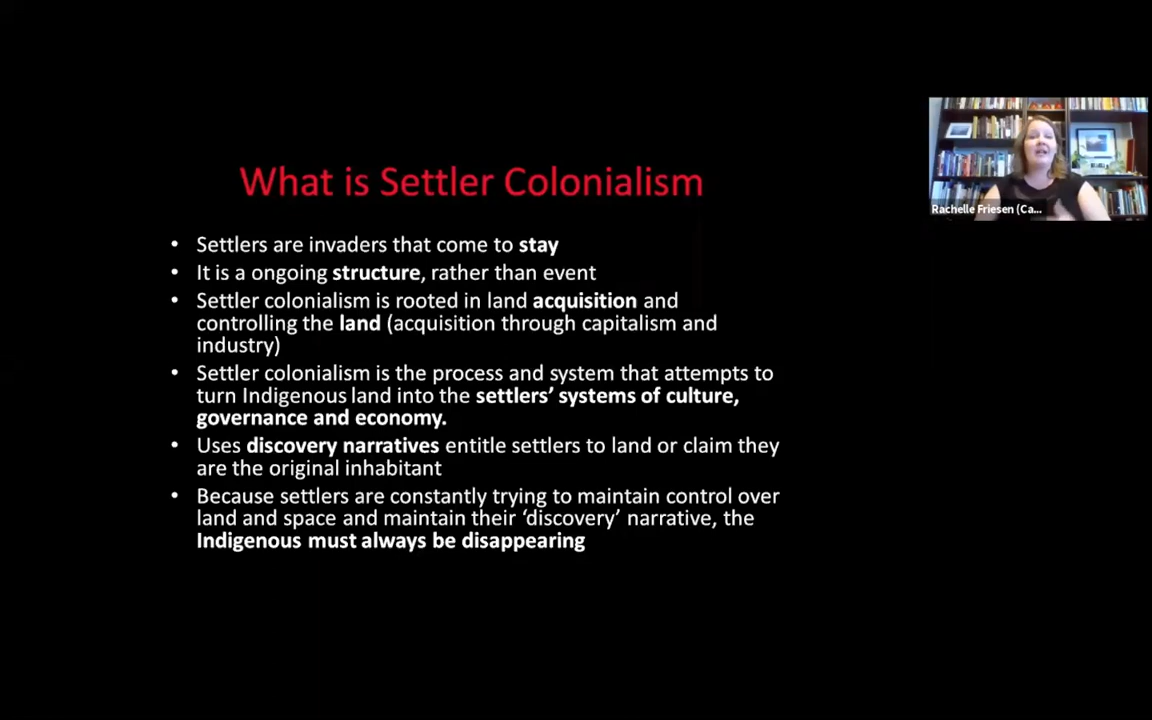 What is Settler Colonialism
• Settlers are invaders that come to stay
• It is a ongoing structure, rather than event
• Settler colonialism is rooted in land acquisition and
controlling the land (acquisition through capitalism and
industry)
• Settler colonialism is the process and system that attempts to
turn Indigenous land into the settlers’ systems of culture,
governance and economy.
• Uses discovery narratives entitle settlers to land or claim they
are the original inhabitant
• Because settlers are constantly trying to maintain control over
land and space and maintain their ‘discovery’ narrative, the
Indigenous must always be disappearing
Rachelle Friesen (Ca...